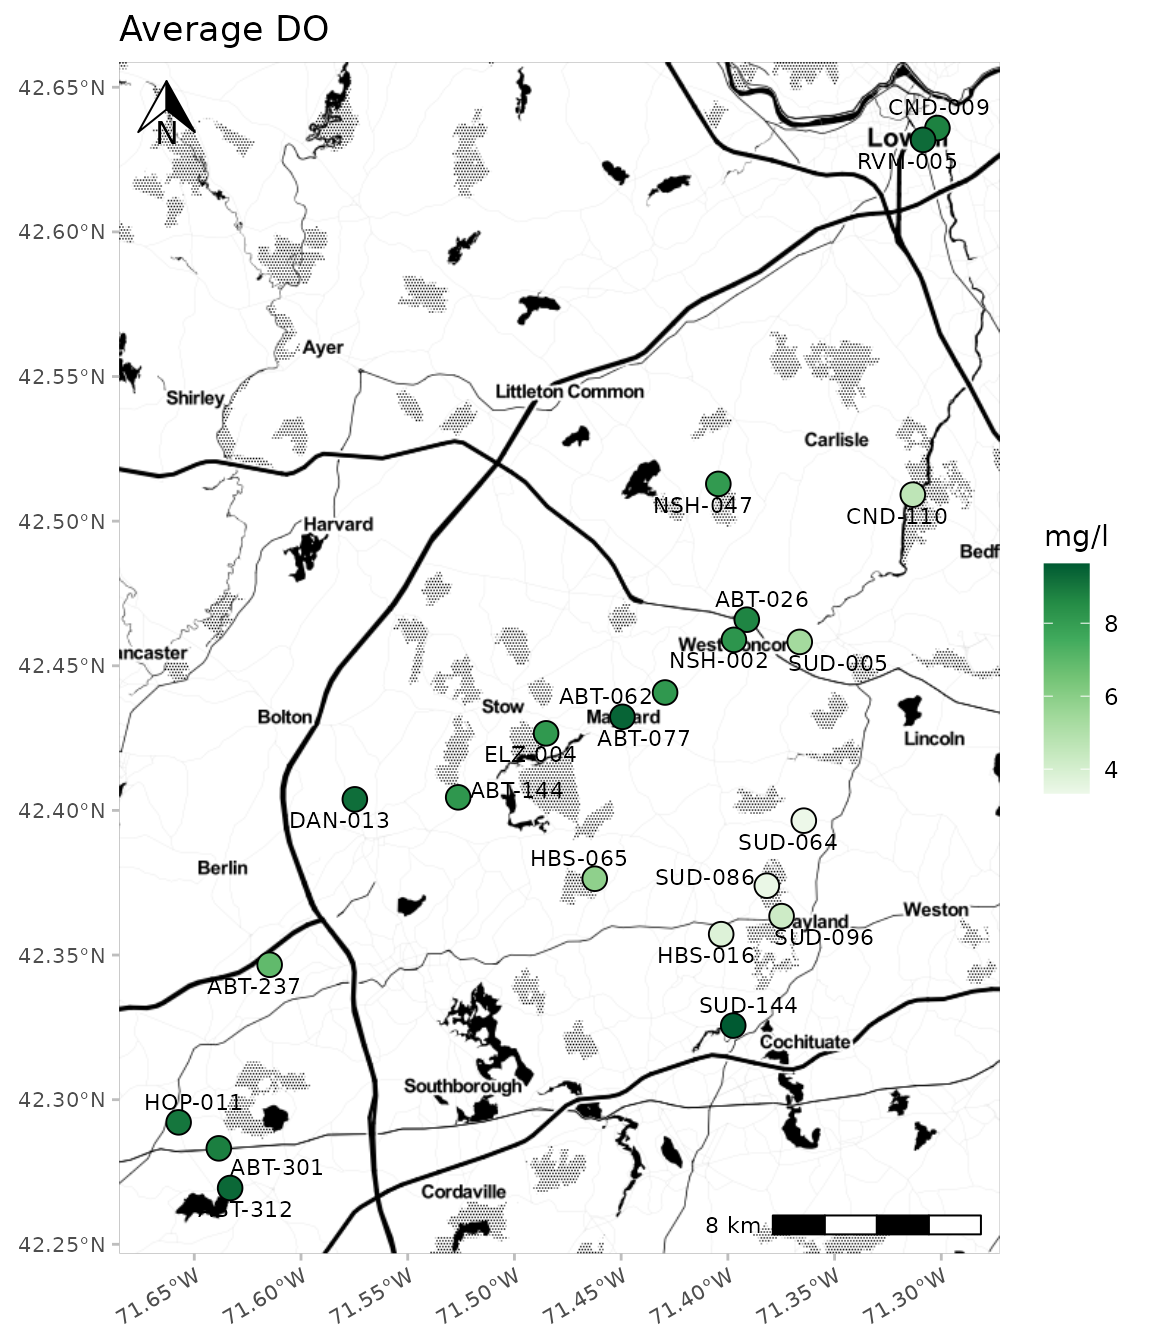 Average DO
42.65°N
42.60°N
42.55°N
42.50°N
42.45°N
42.40°N
42.35°N
42.30°N
42.25°N
N
CND-009
RVM-005
Ayer
Shirley
Littleton Common
Carlisle
NSH-047
CND-110
Harvard
Bedf
ABT-026
NSH-002
SUD-005
ancaster
ABT-062
Stow
Bolton
ABT-077
Lincoln
ELZ-004
ABT-144
DAN-013
SUD-064
HBS-065
Berlin
SUD-086
Weston
ayland
SUD-096
HBS-016
ABT-237
SUD-144
Cochituate
Southborough
HOP-011
ABT-301
Cordaville
ABT-312
8 km
71.65°W
71.60°W
71.55°W
71.50°W
71.45°W
71.40°W
71.35°W
71.30°W
mg/l
8
6
4